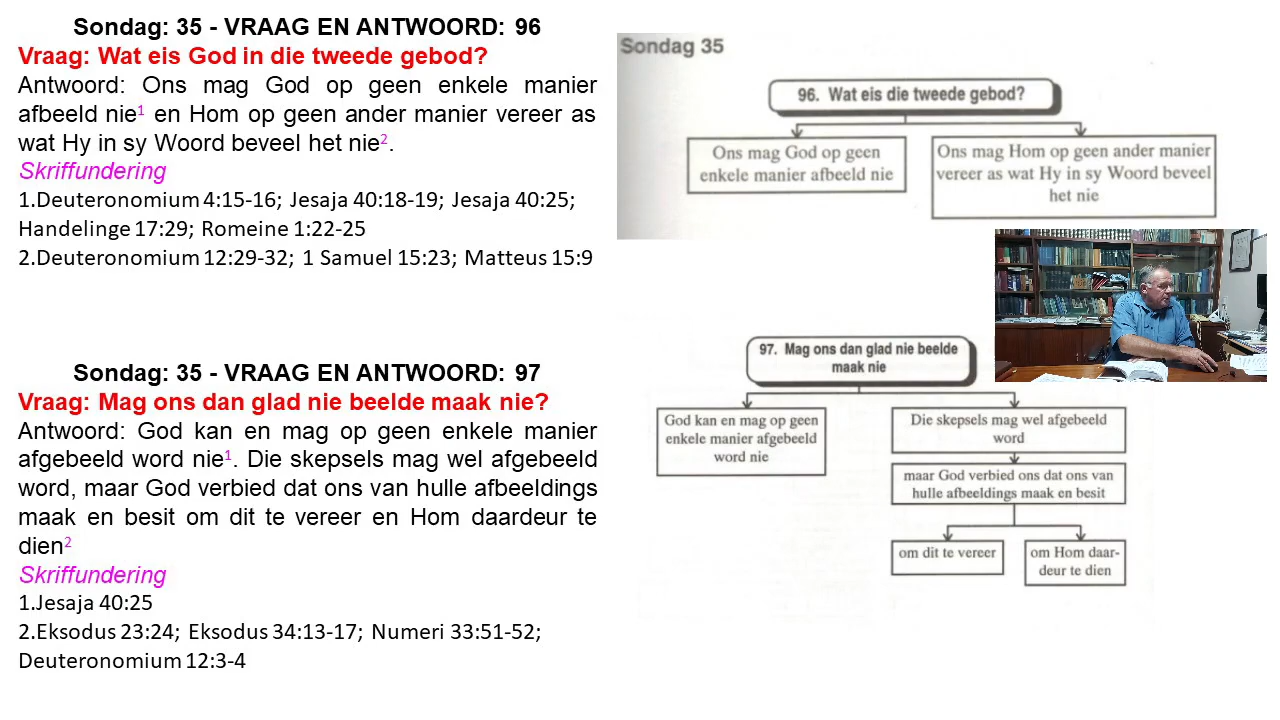 Sondag: 35 - VRAAG EN ANTWOORD: 96
Vraag: Wat eis God in die tweede gebod?
Antwoord: Ons mag God op geen enkele manier
afbeeld nie1 en Hom op geen ander manier vereer as
wat Hy in sy Woord beveel het nie2.
Skriffundering
1.Deuteronomium 4:15-16; Jesaja 40:18-19; Jesaja 40:25;
Handelinge 17:29; Romeine 1:22-25
2.Deuteronomium 12:29-32; 1 Samuel 15:23; Matteus 15:9
Sondag: 35 - VRAAG EN ANTWOORD: 97
Vraag: Mag ons dan glad nie beelde maak nie?
Antwoord: God kan en mag op geen enkele manier
afgebeeld word nie1. Die skepsels mag wel afgebeeld
word, maar God verbied dat ons van hulle afbeeldings
maak en besit om dit te vereer en Hom daardeur te
dien2
Skriffundering
1.Jesaja 40:25
2.Eksodus 23:24; Eksodus 34:13-17; Numeri 33:51-52;
Deuteronomium 12:3-4
Sondag 35
96. Wat eis die tweede gebod?
Ons mag God op geen
enkele manier afbeeld nie
Ons mag Hom op geen ander manier
vereer as wat Hy in sy Woord beveel
het nie
97. Mag ons dan glad nie beelde
maak nie
God kan en mag op geen
enkele manier afgebeeld
word nie
Die skepsels mag wel afgebeeld
word
maar God verbied ons dat ons van
hulle afbeeldings maak en besit
om dit te vereer
om Hom daar-
deur te dien